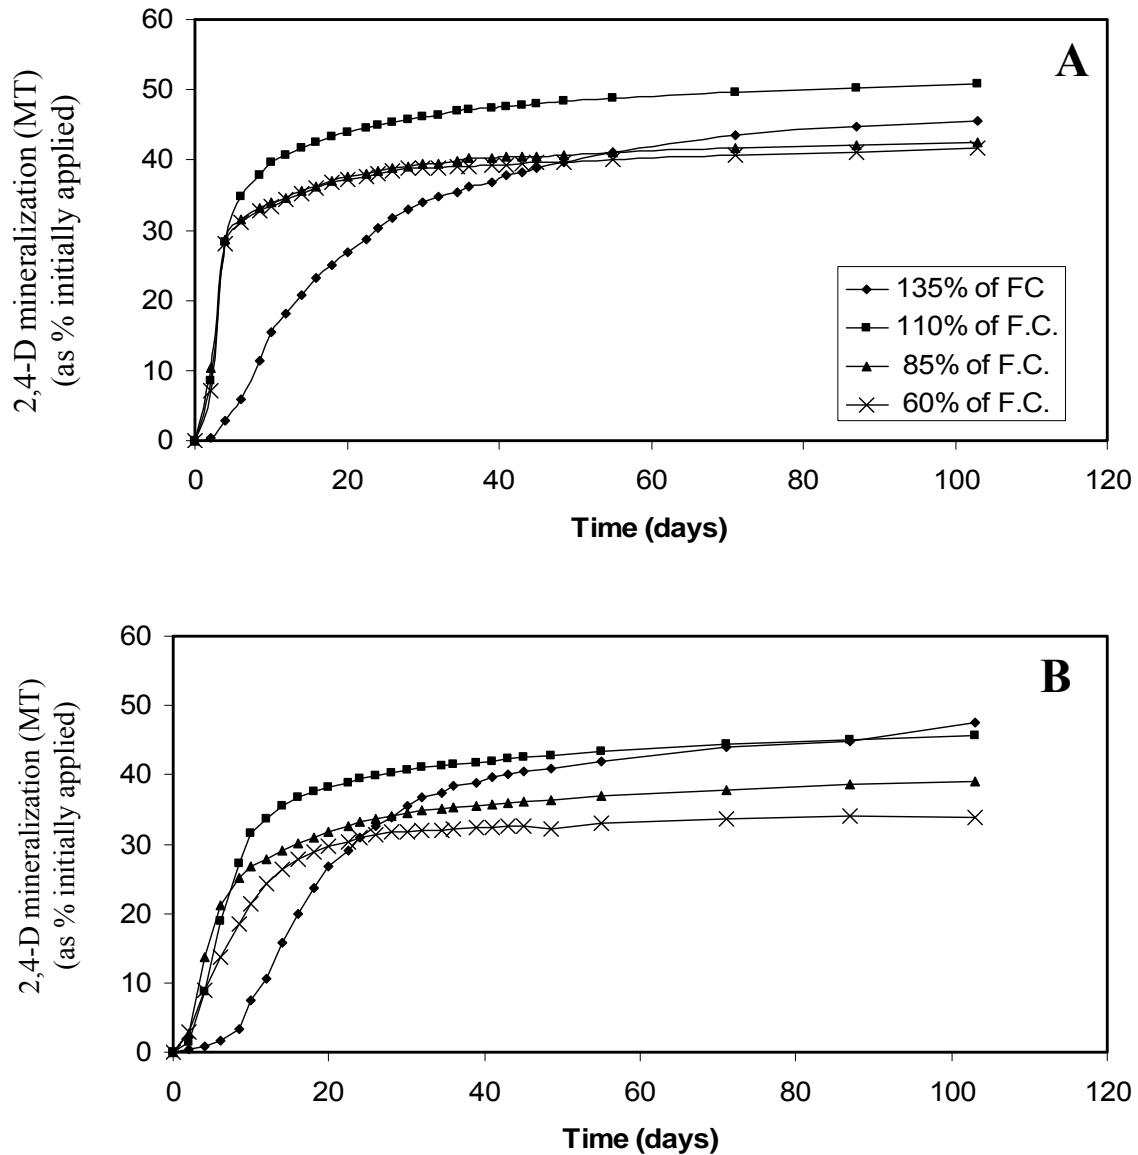 60
50
40
30
20
10
0
2,4-D mineralization (MT)
(as % initially applied)
A
135% of FC
110% of F.C.
85% of F.C.
60% of F.C.
0 20 40 60 80 100 120
Time (days)
60
50
40
30
20
10
0
2,4-D mineralization (MT)
(as % initially applied)
B
0 20 40 60 80 100 120
Time (days)